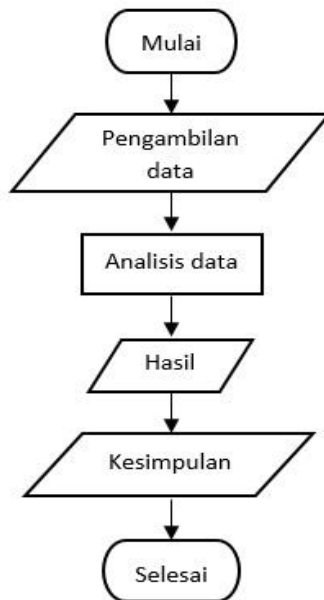 Mulai
Pengambilan
data
Analisis data
Hasil
Kesimpulan
Selesai